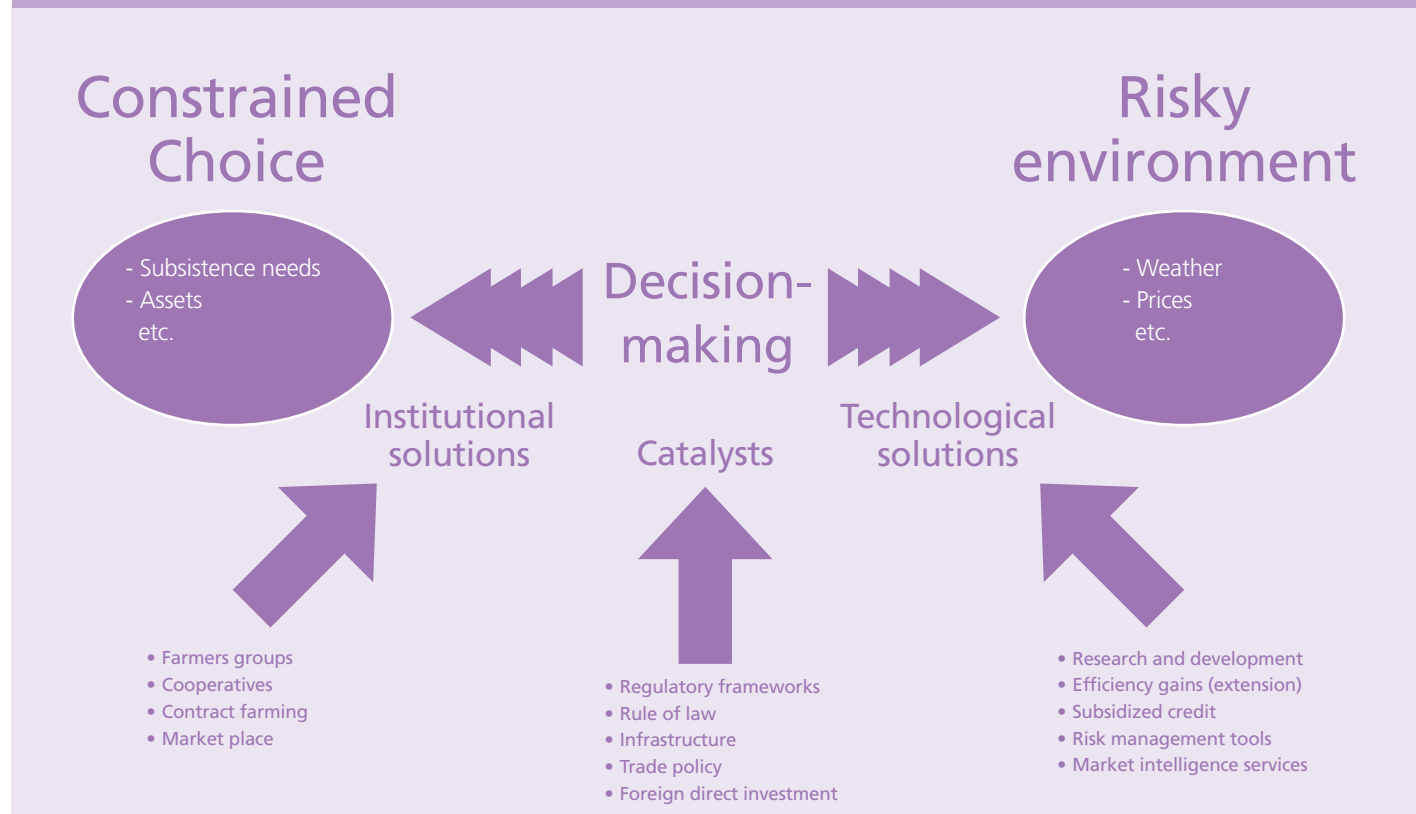 Constrained
Choice
Risky
environment
- Subsistence needs
- Assets
etc.
Decision-
making
- Weather
- Prices
etc.
Institutional
solutions
Catalysts
Technological
solutions
• Farmers groups
• Cooperatives
• Contract farming
• Market place
• Regulatory frameworks
• Rule of law
• Infrastructure
• Trade policy
• Foreign direct investment
• Research and development
• Efficiency gains (extension)
• Subsidized credit
• Risk management tools
• Market intelligence services